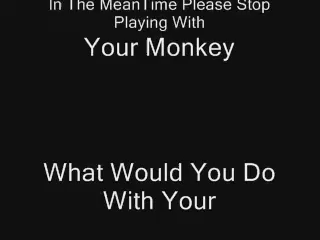 In The MeanTime Please Stop
Playing With
Your Monkey
What Would You Do
With Your